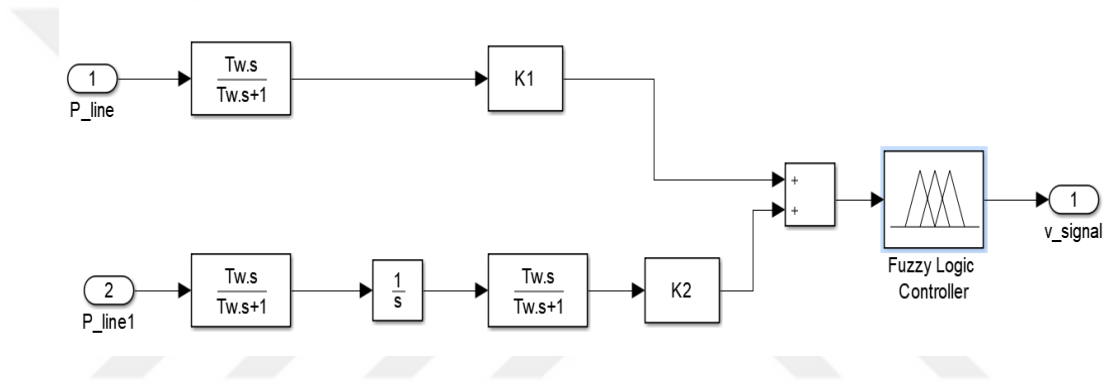 1
P_line
Tw.s
Tw.s+1
K1
+
+
Fuzzy Logic
Controller
1
v_signal
2
P_line1
Tw.s
Tw.s+1
1
s
Tw.s
Tw.s+1
K2